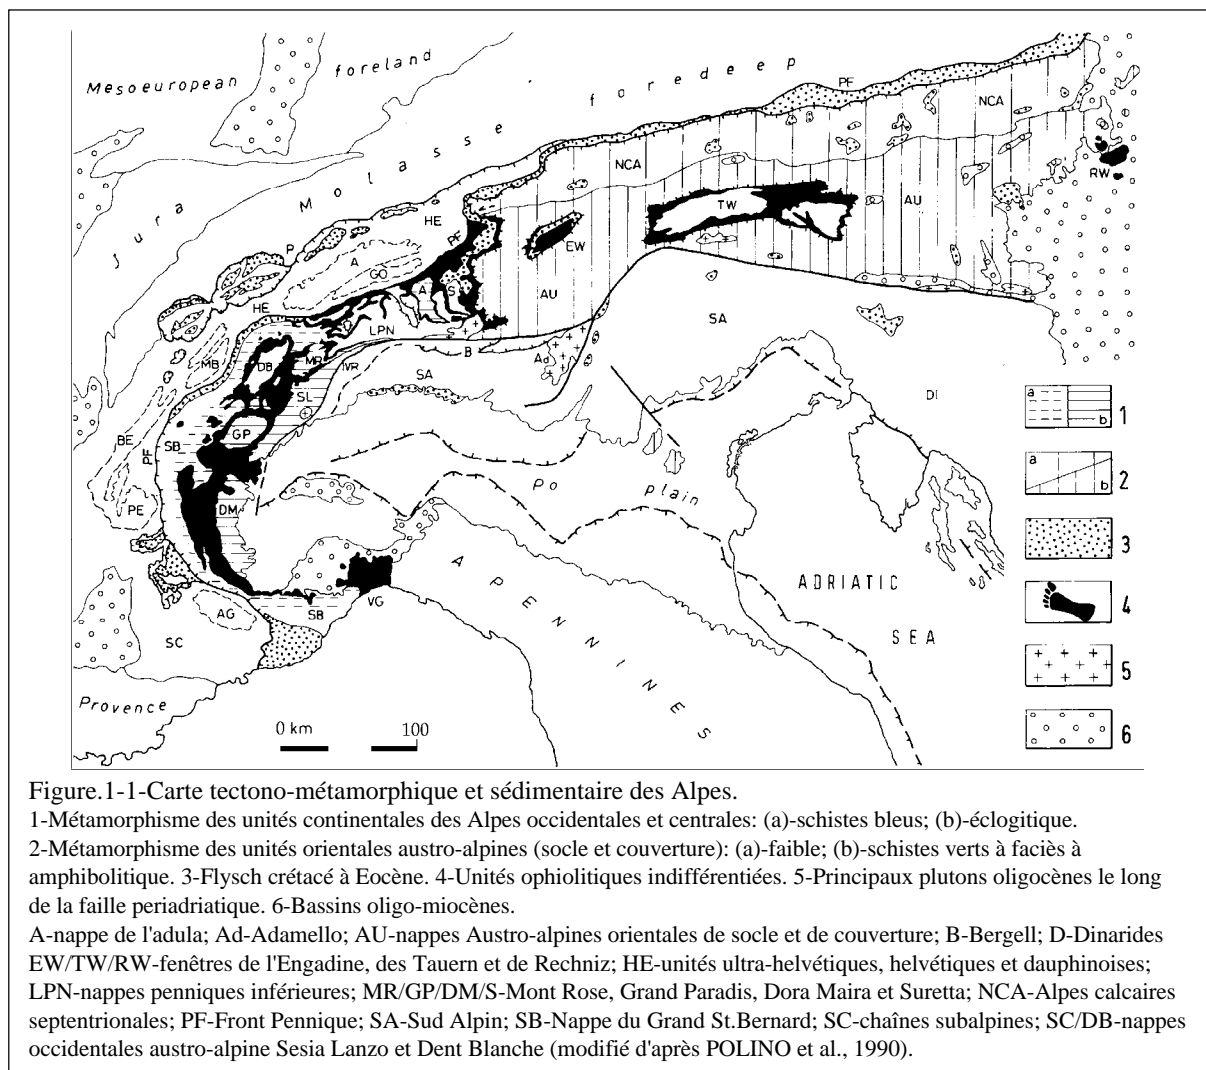 Mesoeuropean foreland
foredeep
Molasse
Jura
PF
NCA
NCA
RW
HE
P
PF
TW
AU
A
GO
EW
HE
A
S
AU
LPN
SA
MB
DB
MR
IVR
B
Ad
SA
SL
DI
a
b
1
BE
PF
SB
GP
a
b
2
Po plain
PE
DM
3
APENNINES
ADRIATIC
SEA
4
AG
SB
VG
SC
5
Provence
0 km 100
6
Figure.1-1-Carte tectono-métamorphique et sédimentaire des Alpes.
1-Métamorphisme des unités continentales des Alpes occidentales et centrales: (a)-schistes bleus; (b)-éclogitique.
2-Métamorphisme des unités orientales austro-alpines (socle et couverture): (a)-faible; (b)-schistes verts à faciès à
amphibolitique. 3-Flysch crétacé à Eocène. 4-Unités ophiolitiques indifférentiées. 5-Principaux plutons oligocènes le long
de la faille periadriatique. 6-Bassins oligo-miocènes.
A-nappe de l'adula; Ad-Adamello; AU-nappes Austro-alpines orientales de socle et de couverture; B-Bergell; D-Dinarides
EW/TW/RW-fenêtres de l'Engadine, des Tauern et de Rechniz; HE-unités ultra-helvétiques, helvétiques et dauphinoises;
LPN-nappes penniques inférieures; MR/GP/DM/S-Mont Rose, Grand Paradis, Dora Maira et Suretta; NCA-Alpes calcaires
septentrionales; PF-Front Pennique; SA-Sud Alpin; SB-Nappe du Grand St.Bernard; SC-chaînes subalpines; SC/DB-nappes
occidentales austro-alpine Sesia Lanzo et Dent Blanche (modifié d'après POLINO et al., 1990).